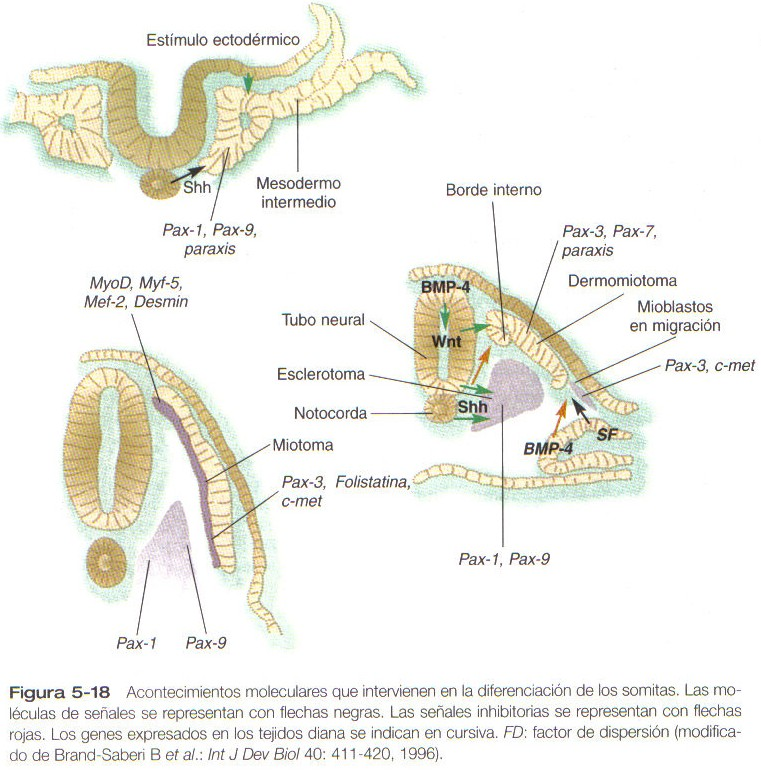 Estímulo ectodérmico
Shh
Mesodermo
intermedio
Pax-1, Pax-9,
paraxis
Borde interno
Pax-3, Pax-7,
paraxis
Dermomiotoma
Mioblastos
en migración
Pax-3, c-met
BMP-4
Wnt
Tubo neural
Esclerotoma
Notocorda
Shh
SF
BMP-4
Pax-1, Pax-9
MyoD, Myf-5,
Mef-2, Desmin
Miotoma
Pax-3, Folistatina,
c-met
Pax-1
Pax-9
Figura 5-18 Acontecimientos moleculares que intervienen en la diferenciación de los somitas. Las mo-
léculas de señales se representan con flechas negras. Las señales inhibitorias se representan con flechas
rojas. Los genes expresados en los tejidos diana se indican en cursiva. FD: factor de dispersión (modifica-
do de Brand-Saberi B et al.: Int J Dev Biol 40: 411-420, 1996).